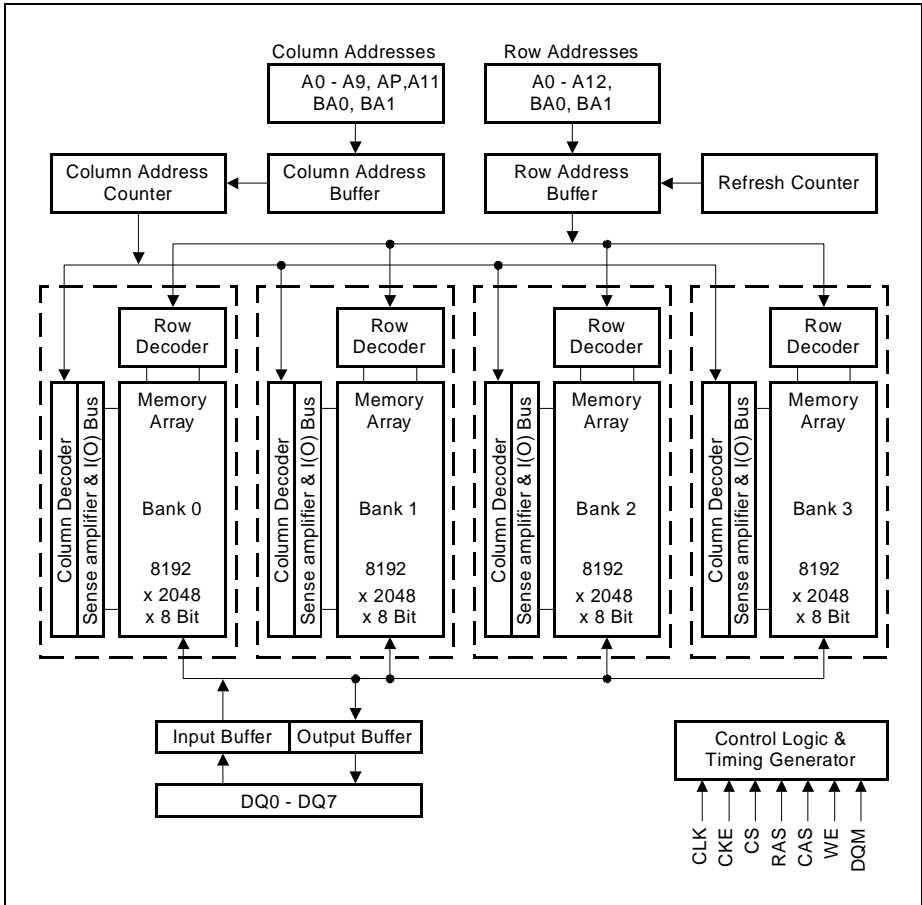 Column Addresses
A0 - A9, AP,A11
BA0, BA1
Row Addresses
A0 - A12,
BA0, BA1
Column Address
Counter
Column Address
Buffer
Row Address
Buffer
Refresh Counter
Row
Decoder
Column Decoder
Sense amplifier & I(O) Bus
Memory
Array
Bank 0
8192
x 2048
x 8 Bit
Row
Decoder
Column Decoder
Sense amplifier & I(O) Bus
Memory
Array
Bank 1
8192
x 2048
x 8 Bit
Row
Decoder
Column Decoder
Sense amplifier & I(O) Bus
Memory
Array
Bank 2
8192
x 2048
x 8 Bit
Row
Decoder
Column Decoder
Sense amplifier & I(O) Bus
Memory
Array
Bank 3
8192
x 2048
x 8 Bit
Input Buffer
Output Buffer
DQ0 - DQ7
Control Logic &
Timing Generator
CLK
CKE
CS
RAS
CAS
WE
DQM